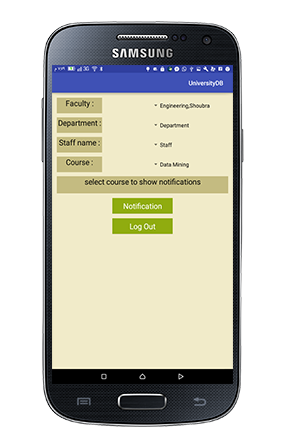 SAMSUNG
3G
UniversityDB
Faculty : Engineering,Shoubra
Department : Department
Staff name : Staff
Course : Data Mining
select course to show notifications
Notification
Log Out